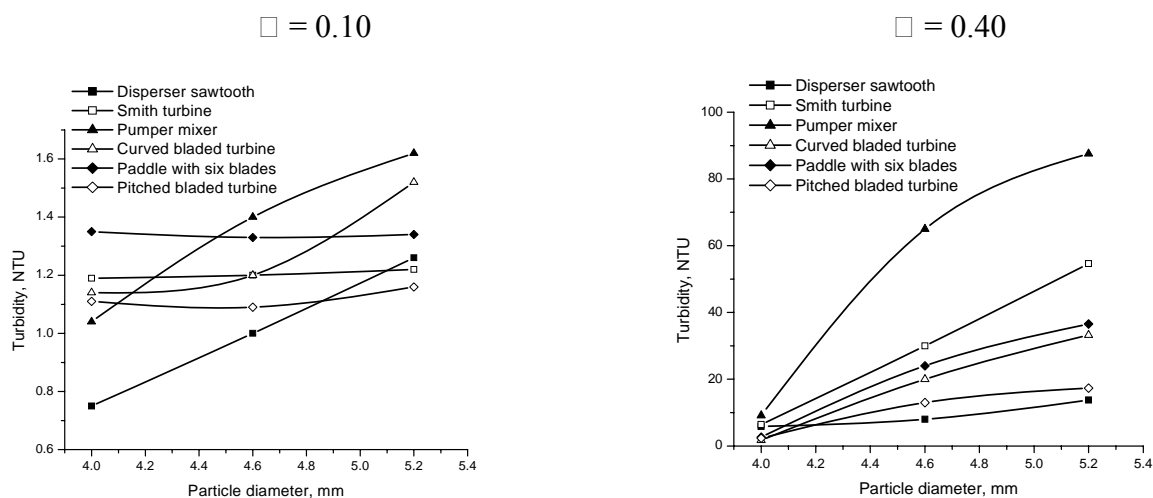 □ = 0.10
Disperser sawtooth
Smith turbine
Pumper mixer
Curved bladed turbine
Paddle with six blades
Pitched bladed turbine
1.6
1.4
1.2
1.0
0.8
0.6
4.0 4.2 4.4 4.6 4.8 5.0 5.2 5.4
Turbidity, NTU
Particle diameter, mm
□ = 0.40
Disperser sawtooth
Smith turbine
Pumper mixer
Curved bladed turbine
Paddle with six blades
Pitched bladed turbine
100
80
60
40
20
0
4.0 4.2 4.4 4.6 4.8 5.0 5.2 5.4
Turbidity, NTU
Particle diameter, mm